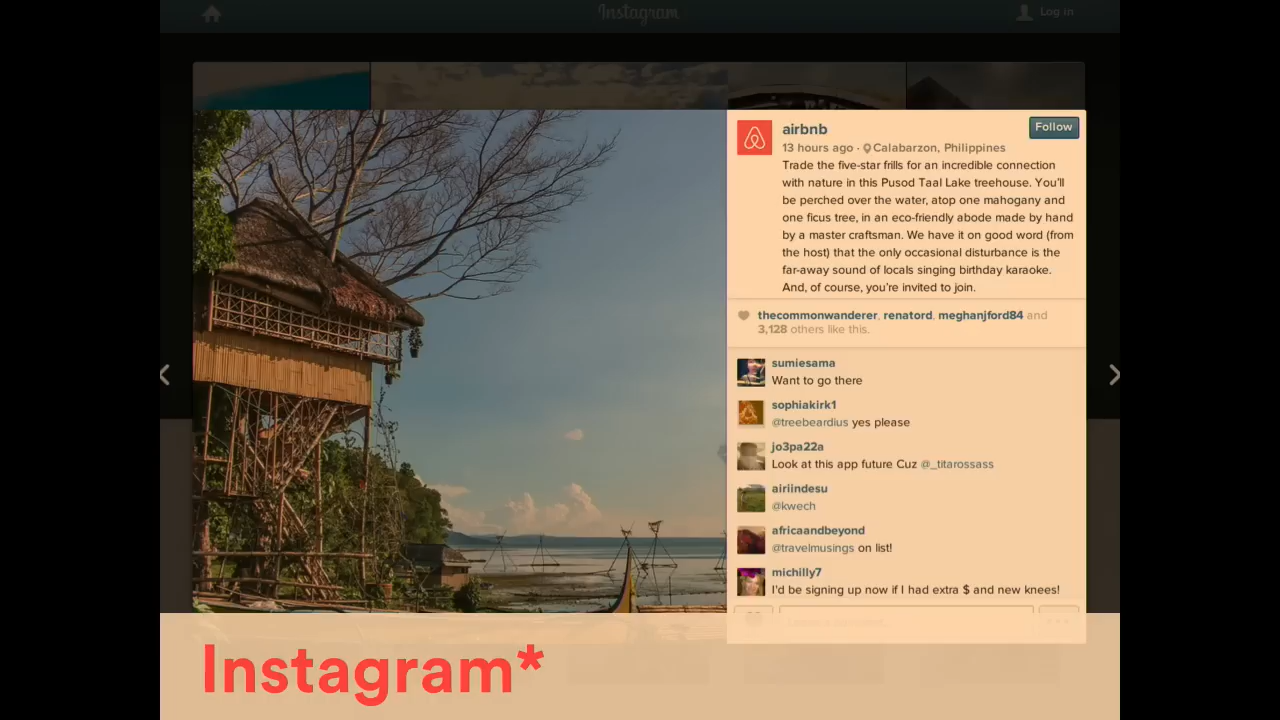 Instagram
Log in
airbnb
Follow
13 hours ago · Calabarzon, Philippines
Trade the five-star frills for an incredible connection
with nature in this Pusod Taal Lake treehouse. You'll
be perched over the water, atop one mahogany and
one ficus tree, in an eco-friendly abode made by hand
by a master craftsman. We have it on good word (from
the host) that the only occasional disturbance is the
far-away sound of locals singing birthday karaoke.
And, of course, you're invited to join.
thecommonwanderer, renatord, meghanjford84 and
3,128 others like this.
sumiesama
Want to go there
sophiakirk1
@treebeardius yes please
jo3pa22a
Look at this app future Cuz @_titarossass
airiindesu
@kwech
africaandbeyond
@travelmusings on list!
michilly7
I'd be signing up now if I had extra $ and new knees!
Instagram*